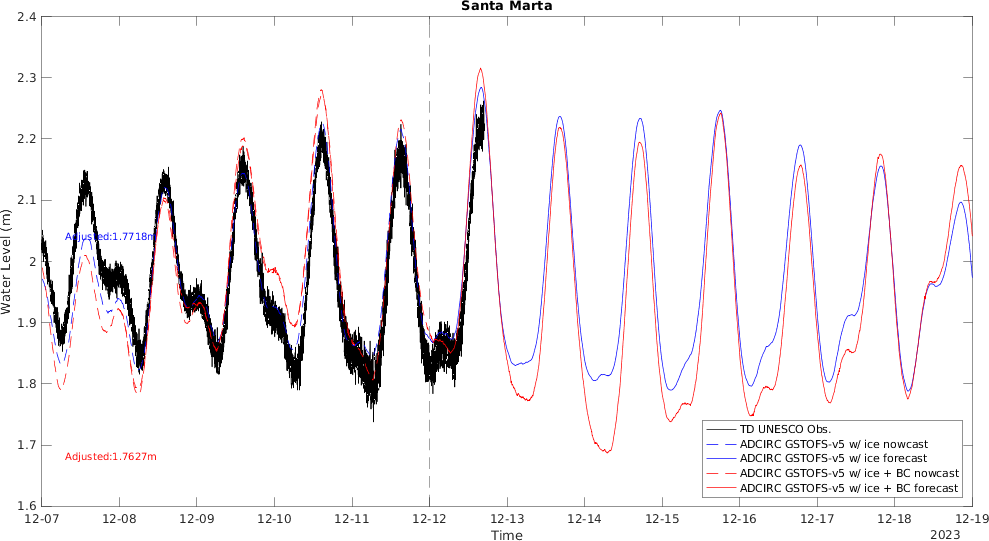 Santa Marta
2.4
2.3
2.2
2.1
2
1.9
1.8
1.7
1.6
Water Level (m)
Adjusted:1.7718m
Adjusted:1.7627m
TD UNESCO Obs.
ADCIRC GSTOFS-v5 w/ ice nowcast
ADCIRC GSTOFS-v5 w/ ice forecast
ADCIRC GSTOFS-v5 w/ ice + BC nowcast
ADCIRC GSTOFS-v5 w/ ice + BC forecast
12-07 12-08 12-09 12-10 12-11 12-12 12-13 12-14 12-15 12-16 12-17 12-18 12-19
Time
2023